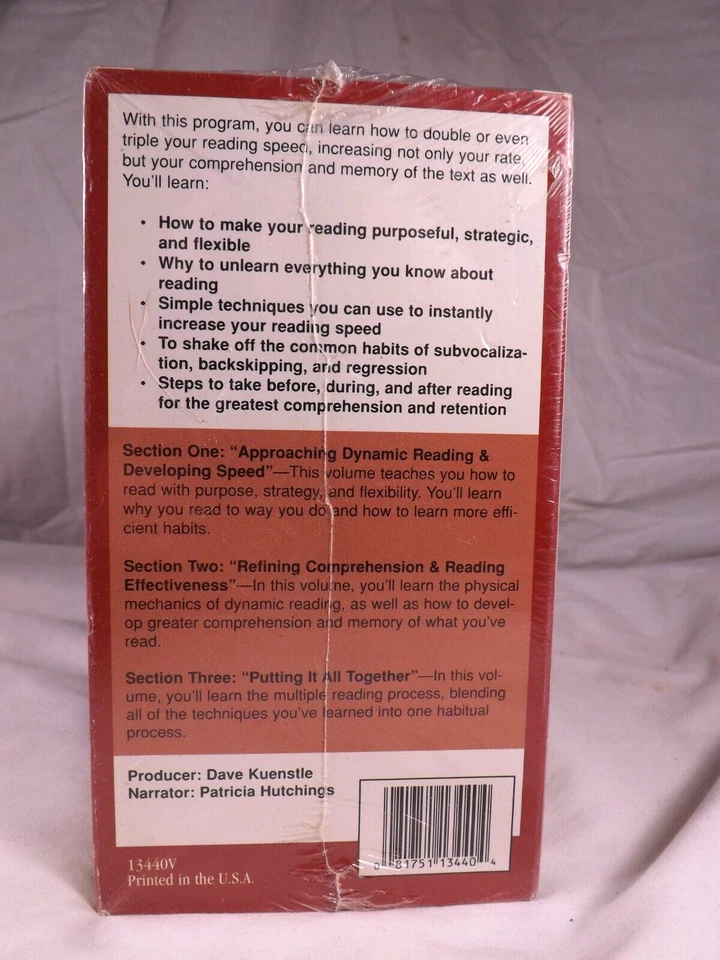 With this program, you can learn how to double or even
triple your reading speed, increasing not only your rate,
but your comprehension and memory of the text as well.
You'll learn:
• How to make your reading purposeful, strategic,
and flexible
• Why to unlearn everything you know about
reading
• Simple techniques you can use to instantly
increase your reading speed
• To shake off the common habits of subvocaliza-
tion, backskipping, and regression
• Steps to take before, during, and after reading
for the greatest comprehension and retention
Section One: “Approaching Dynamic Reading &
Developing Speed”—This volume teaches you how to
read with purpose, strategy, and flexibility. You'll learn
why you read to way you do and how to learn more effi-
cient habits.
Section Two: “Refining Comprehension & Reading
Effectiveness”—In this volume, you'll learn the physical
mechanics of dynamic reading, as well as how to devel-
op greater comprehension and memory of what you've
read.
Section Three: “Putting It All Together”—In this vol-
ume, you'll learn the multiple reading process, blending
all of the techniques you've learned into one habitual
process.
Producer: Dave Kuenstle
Narrator: Patricia Hutchings
0 81751 13440 4
13440V
Printed in the U.S.A.